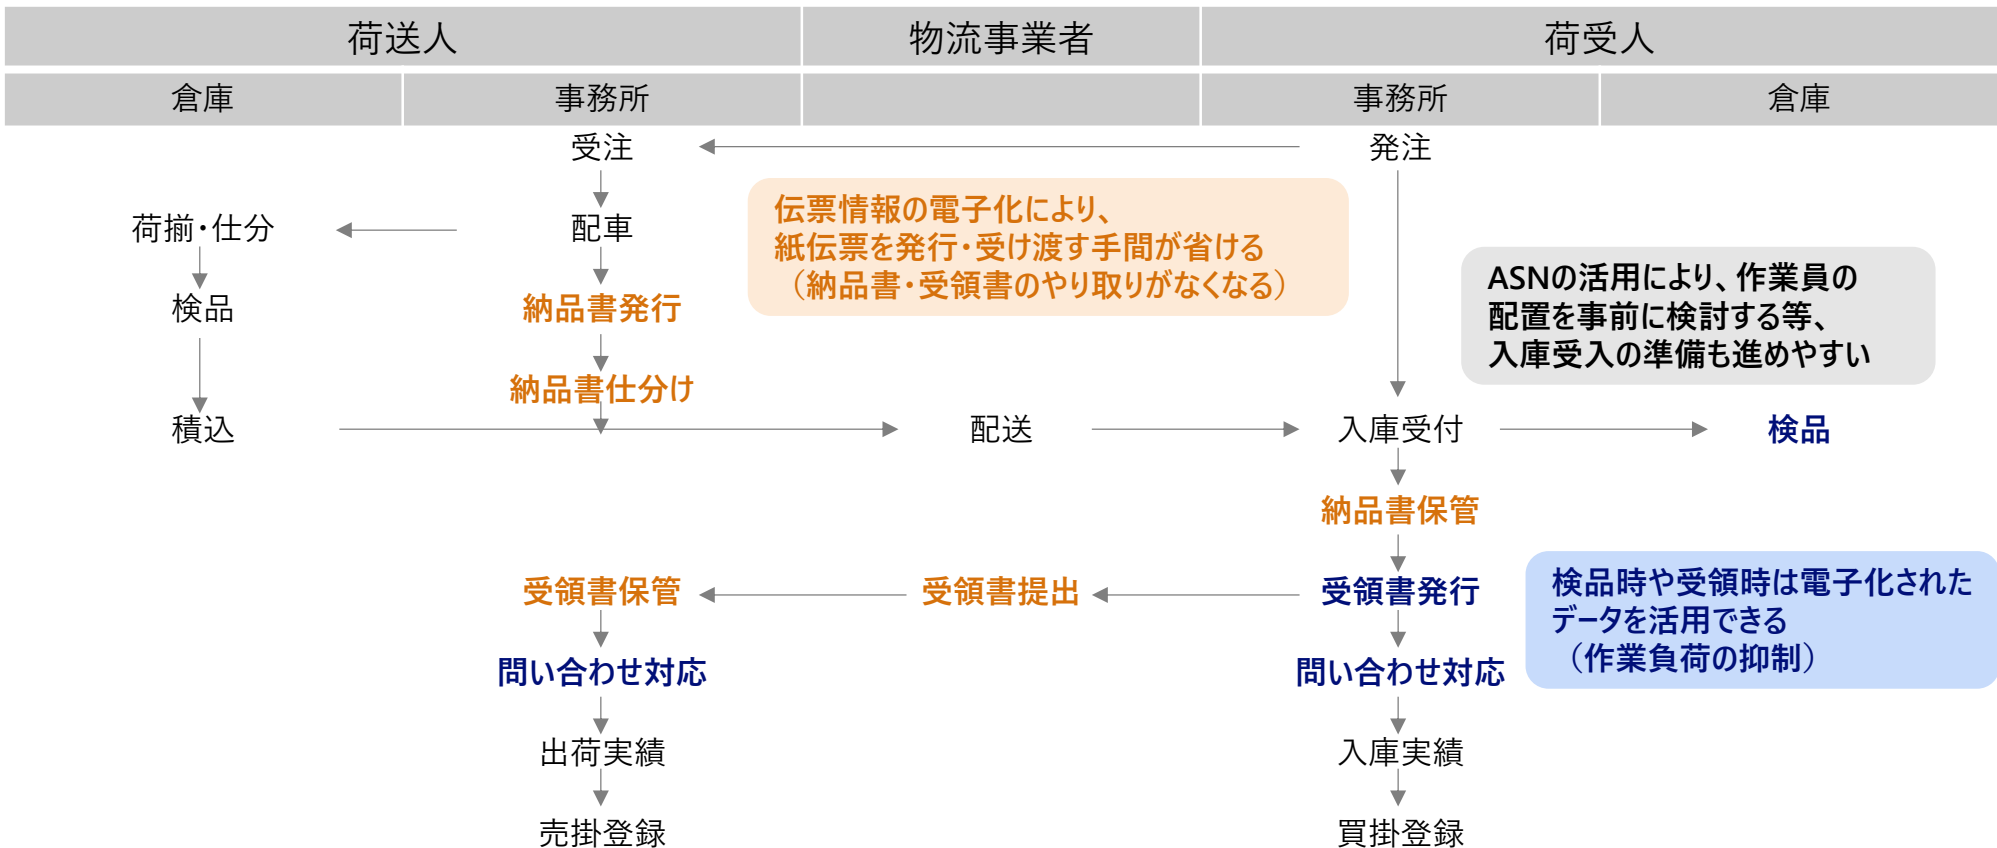 荷送人
物流事業者
荷受人
倉庫
事務所
事務所
倉庫
受注
発注
伝票情報の電子化により、
紙伝票を発行・受け渡す手間が省ける
（納品書・受領書のやり取りがなくなる）
荷揃・仕分
配車
ASNの活用により、作業員の
配置を事前に検討する等、
入庫受入の準備も進めやすい
検品
納品書発行
納品書仕分け
積込
配送
入庫受付
検品
納品書保管
受領書保管
受領書提出
受領書発行
検品時や受領時は電子化された
データを活用できる
（作業負荷の抑制）
問い合わせ対応
問い合わせ対応
出荷実績
入庫実績
売掛登録
買掛登録